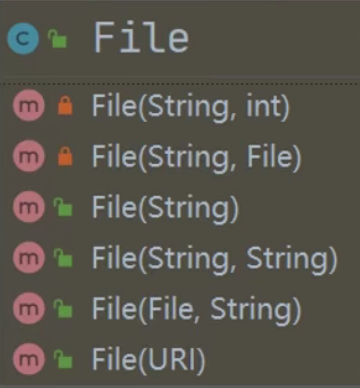 C File
m File(String, int)
m File(String, File)
m File(String)
m File(String, String)
m File(File, String)
m File(URI)